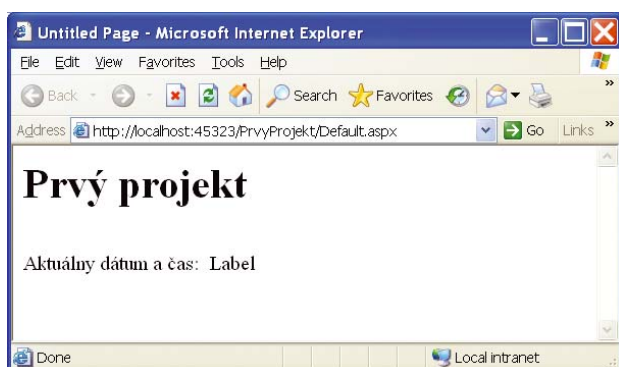 Untitled Page - Microsoft Internet Explorer
File Edit View Favorites Tools Help
Back Search Favorites »
Address http://localhost:45323/PrvyProjekt/Default.aspx Go Links »
Prvý projekt
Aktuálny dátum a čas: Label
Done Local intranet